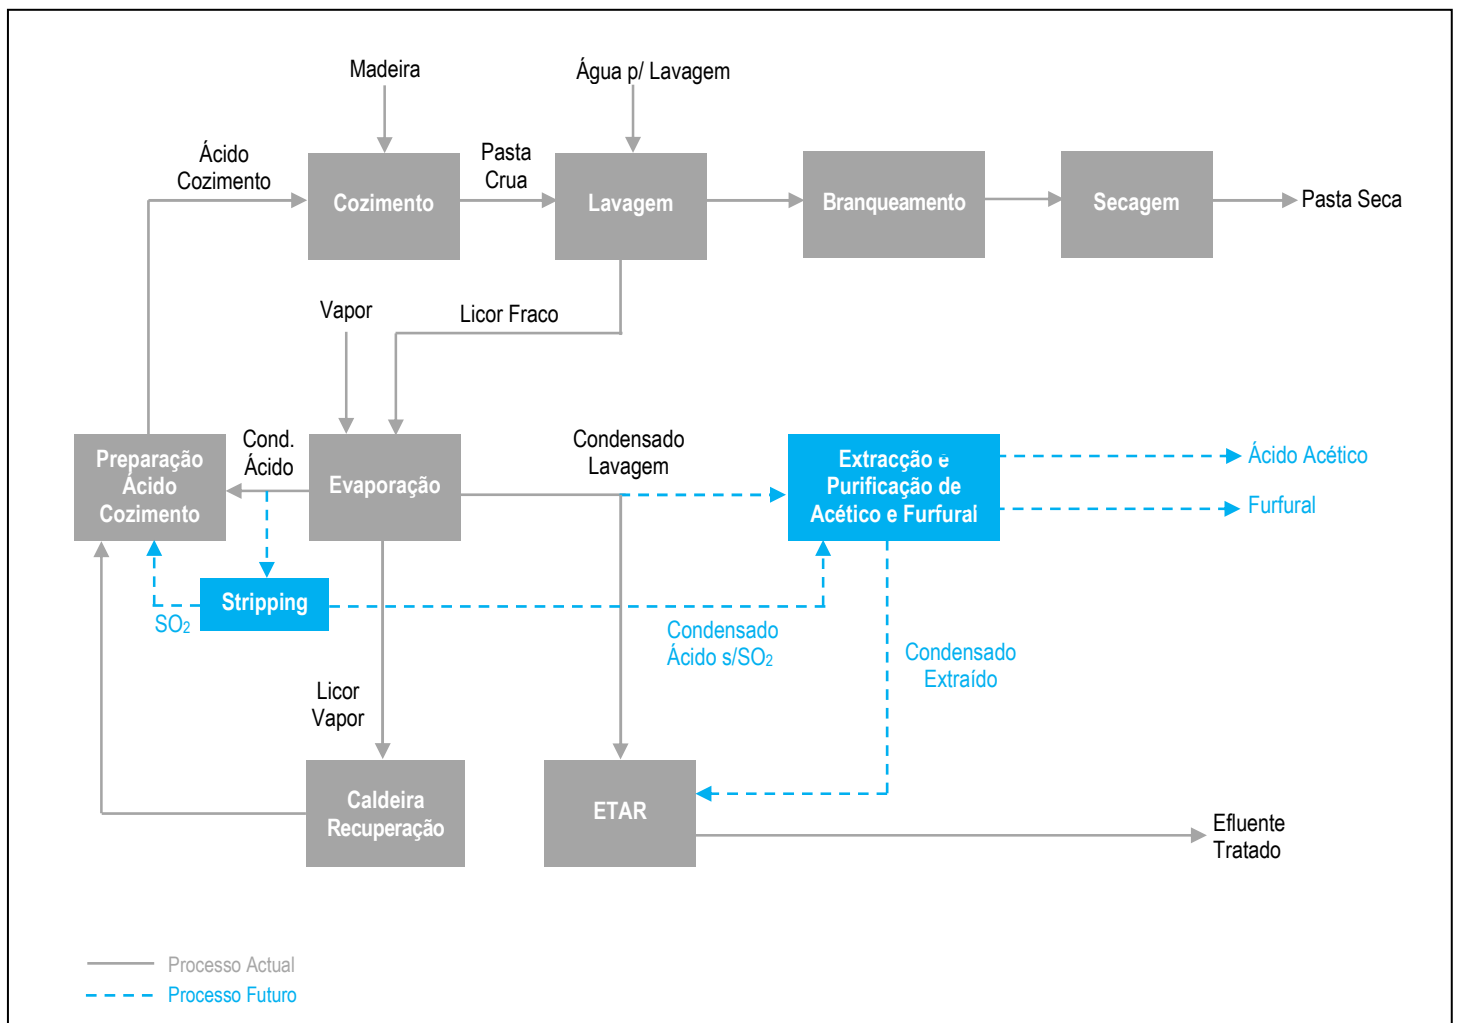 Madeira
Água p/ Lavagem
Ácido
Cozimento
Pasta
Crua
Cozimento
Lavagem
Branqueamento
Secagem
Pasta Seca
Vapor
Licor Fraco
Cond.
Ácido
Condensado
Lavagem
Preparação
Ácido
Cozimento
Evaporação
Extracção e
Purificação de
Acético e Furfural
Ácido Acético
Furfural
Stripping
SO2
Condensado
Ácido s/SO2
Condensado
Extraído
Licor
Vapor
Caldeira
Recuperação
ETAR
Efluente
Tratado
Processo Actual
Processo Futuro